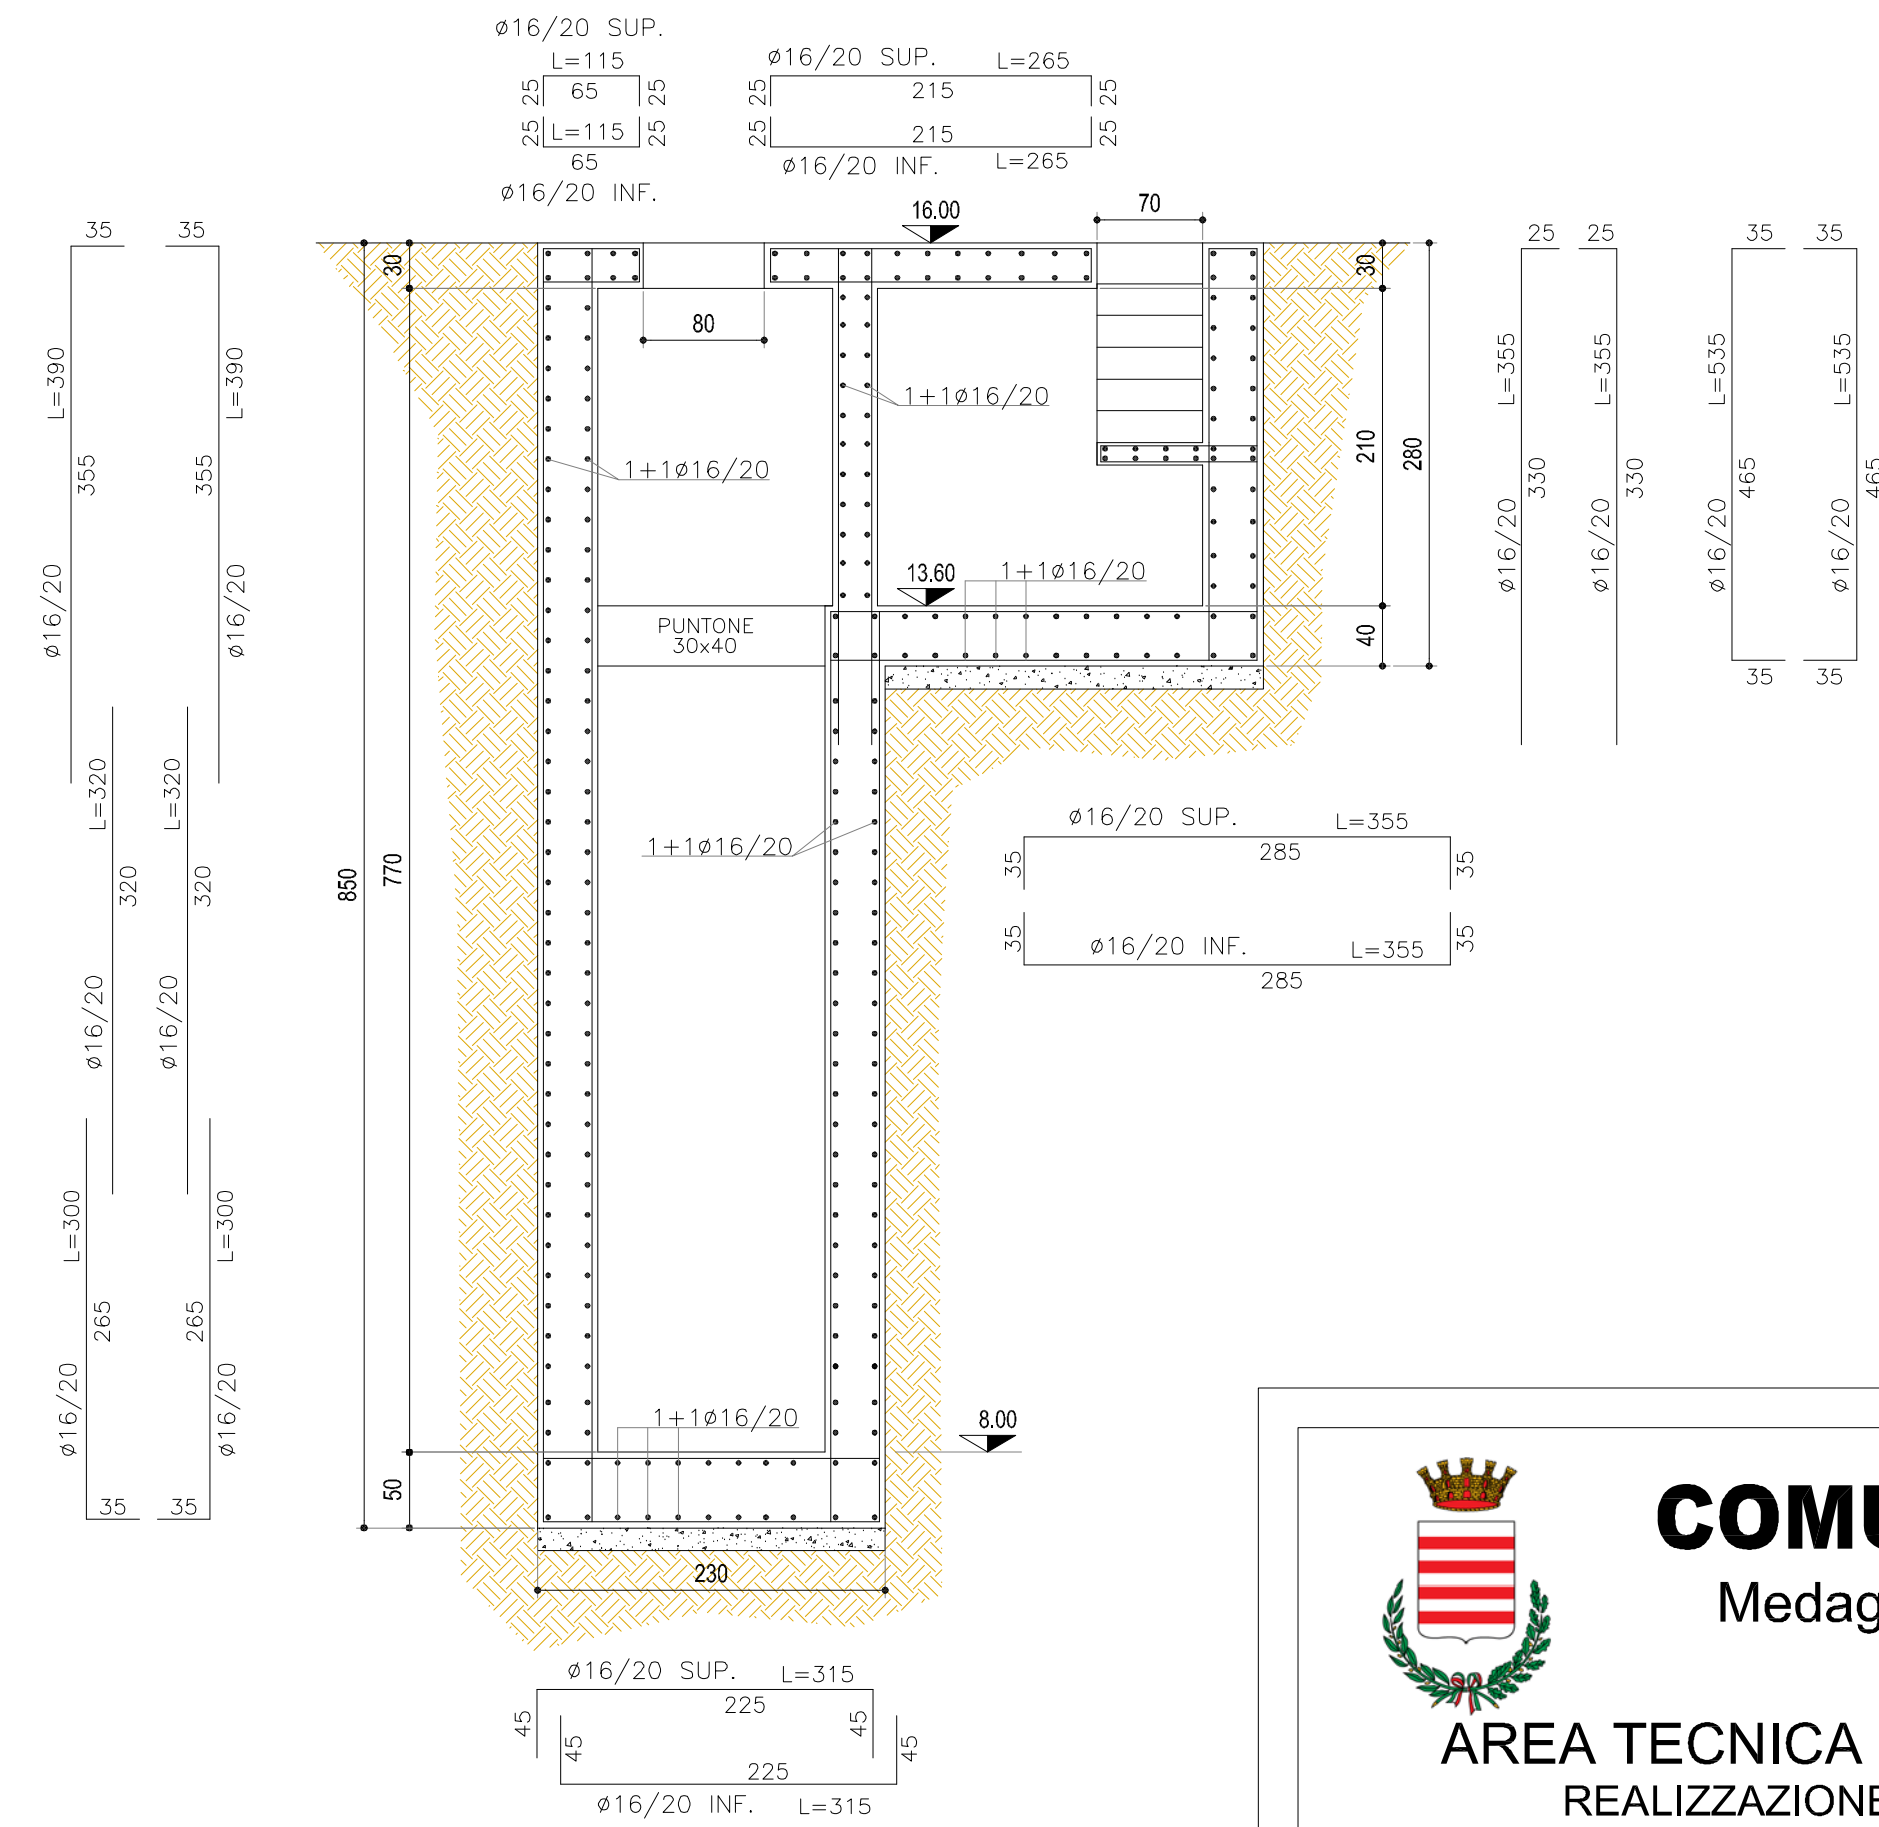 ø16/20 SUP.
L=115
25 65 25
25 L=115 25
65
ø16/20 INF.
ø16/20 SUP. L=265
25 215 25
25 215 25
ø16/20 INF. L=265
35 35
L=390 L=390
355 355
ø16/20 ø16/20
L=320 L=320
320 320
ø16/20 ø16/20
L=300 L=300
265 265
ø16/20 ø16/20
35 35
16.00
70
30
30
80
1+1ø16/20
1+1ø16/20
210
280
13.60
1+1ø16/20
PUNTONE
30x40
40
850
770
1+1ø16/20
1+1ø16/20
8.00
50
230
25 25
L=355 L=355
330 330
ø16/20 ø16/20
35 35
L=535 L=535
465 465
ø16/20 ø16/20
35 35
ø16/20 SUP. L=355
35 285 35
35 ø16/20 INF. L=355 35
285
ø16/20 SUP. L=315
225
45 45
45 45
225
ø16/20 INF. L=315
COMU
Medag
AREA TECNICA
REALIZZAZIONE